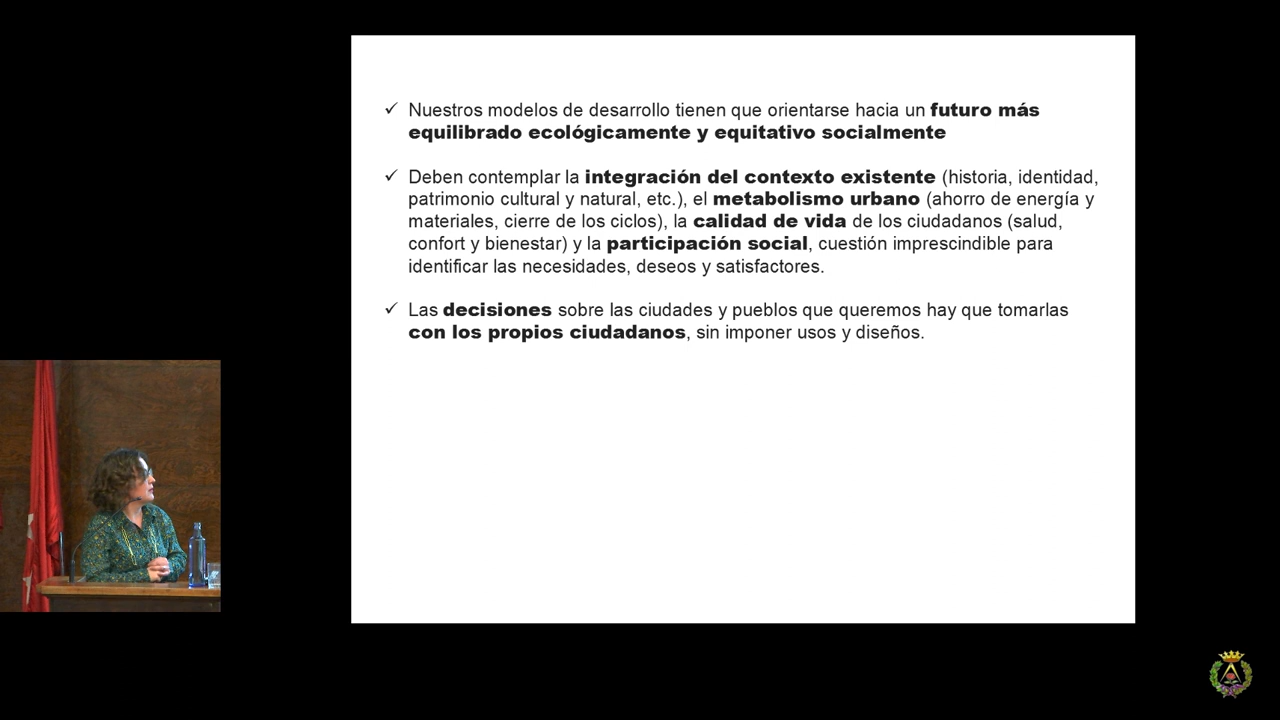 ✓ Nuestros modelos de desarrollo tienen que orientarse hacia un futuro más
equilibrado ecológicamente y equitativo socialmente
✓ Deben contemplar la integración del contexto existente (historia, identidad,
patrimonio cultural y natural, etc.), el metabolismo urbano (ahorro de energía y
materiales, cierre de los ciclos), la calidad de vida de los ciudadanos (salud,
confort y bienestar) y la participación social, cuestión imprescindible para
identificar las necesidades, deseos y satisfactores.
✓ Las decisiones sobre las ciudades y pueblos que queremos hay que tomarlas
con los propios ciudadanos, sin imponer usos y diseños.